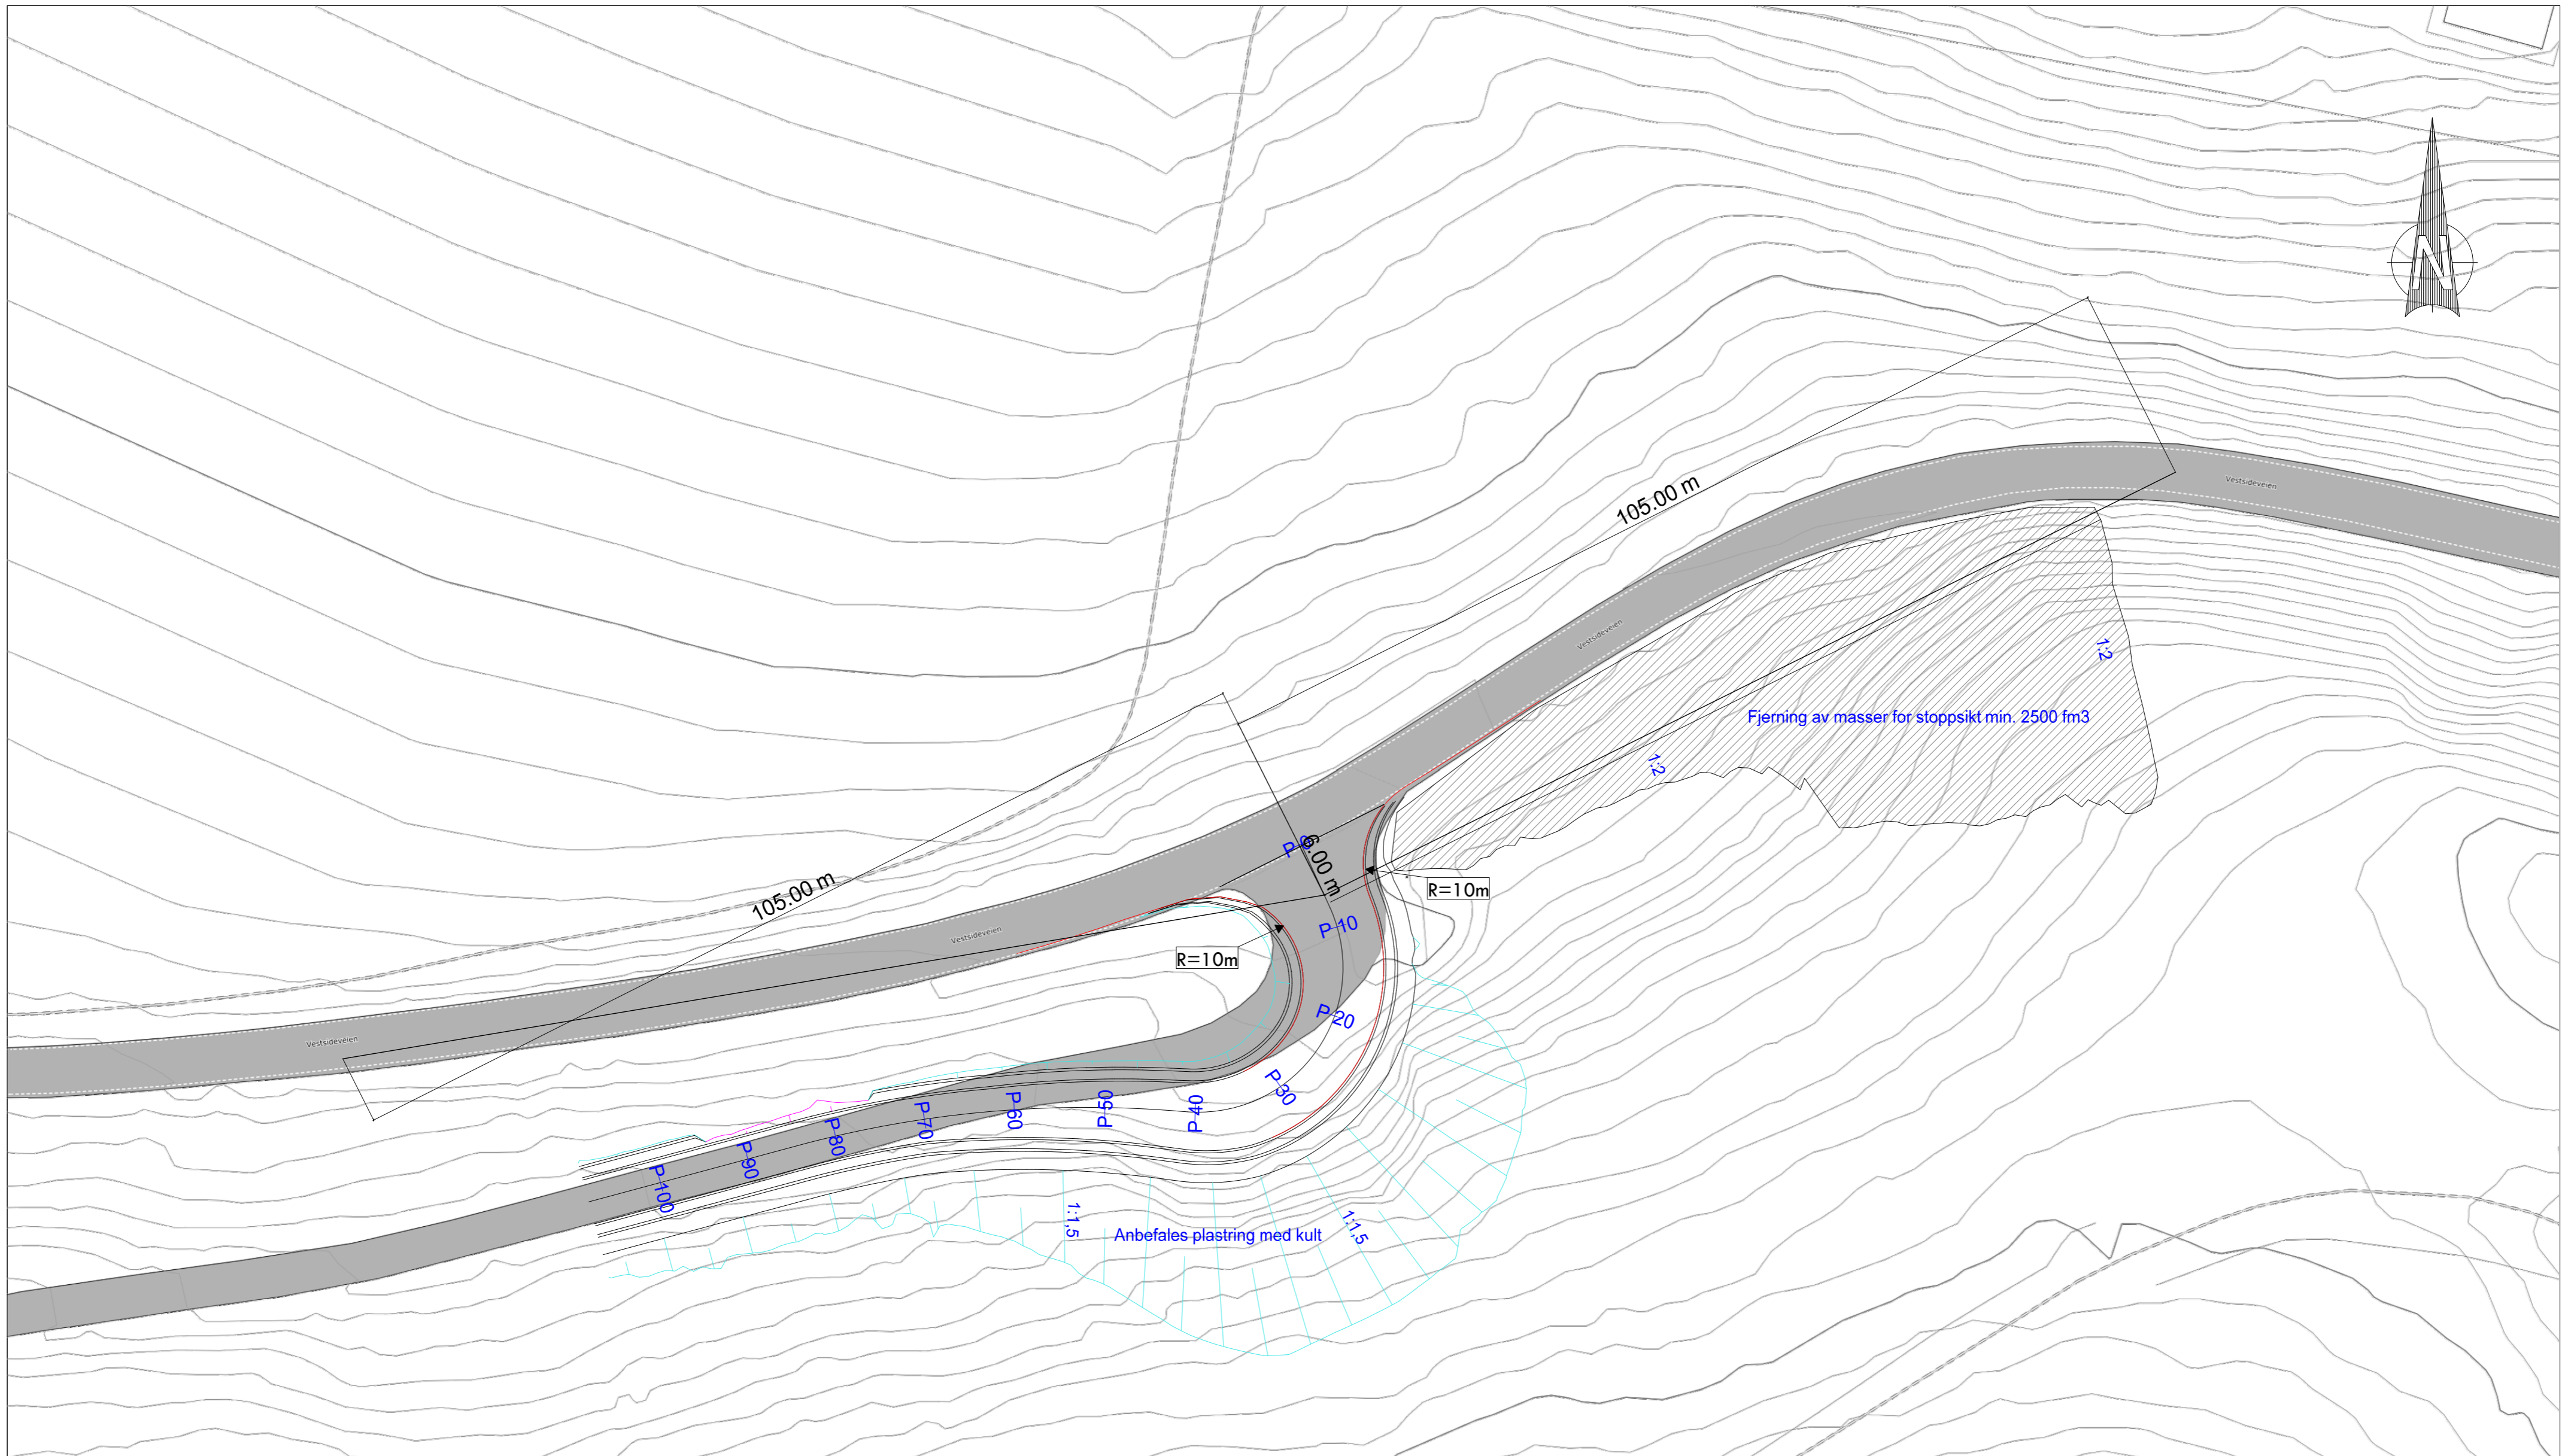 N
105.00 m
Vestsideveien
Vestsideveien
1:2
Fjerning av masser for stoppsikt min. 2500 fm3
1:2
P 0
6.00 m
105.00 m
R=10m
Vestsideveien
P 10
R=10m
P 20
Vestsideveien
P 30
P 40
P 50
P 60
P 70
P 80
P 90
P 100
1:1,5
Anbefales plastring med kult
1:1,5